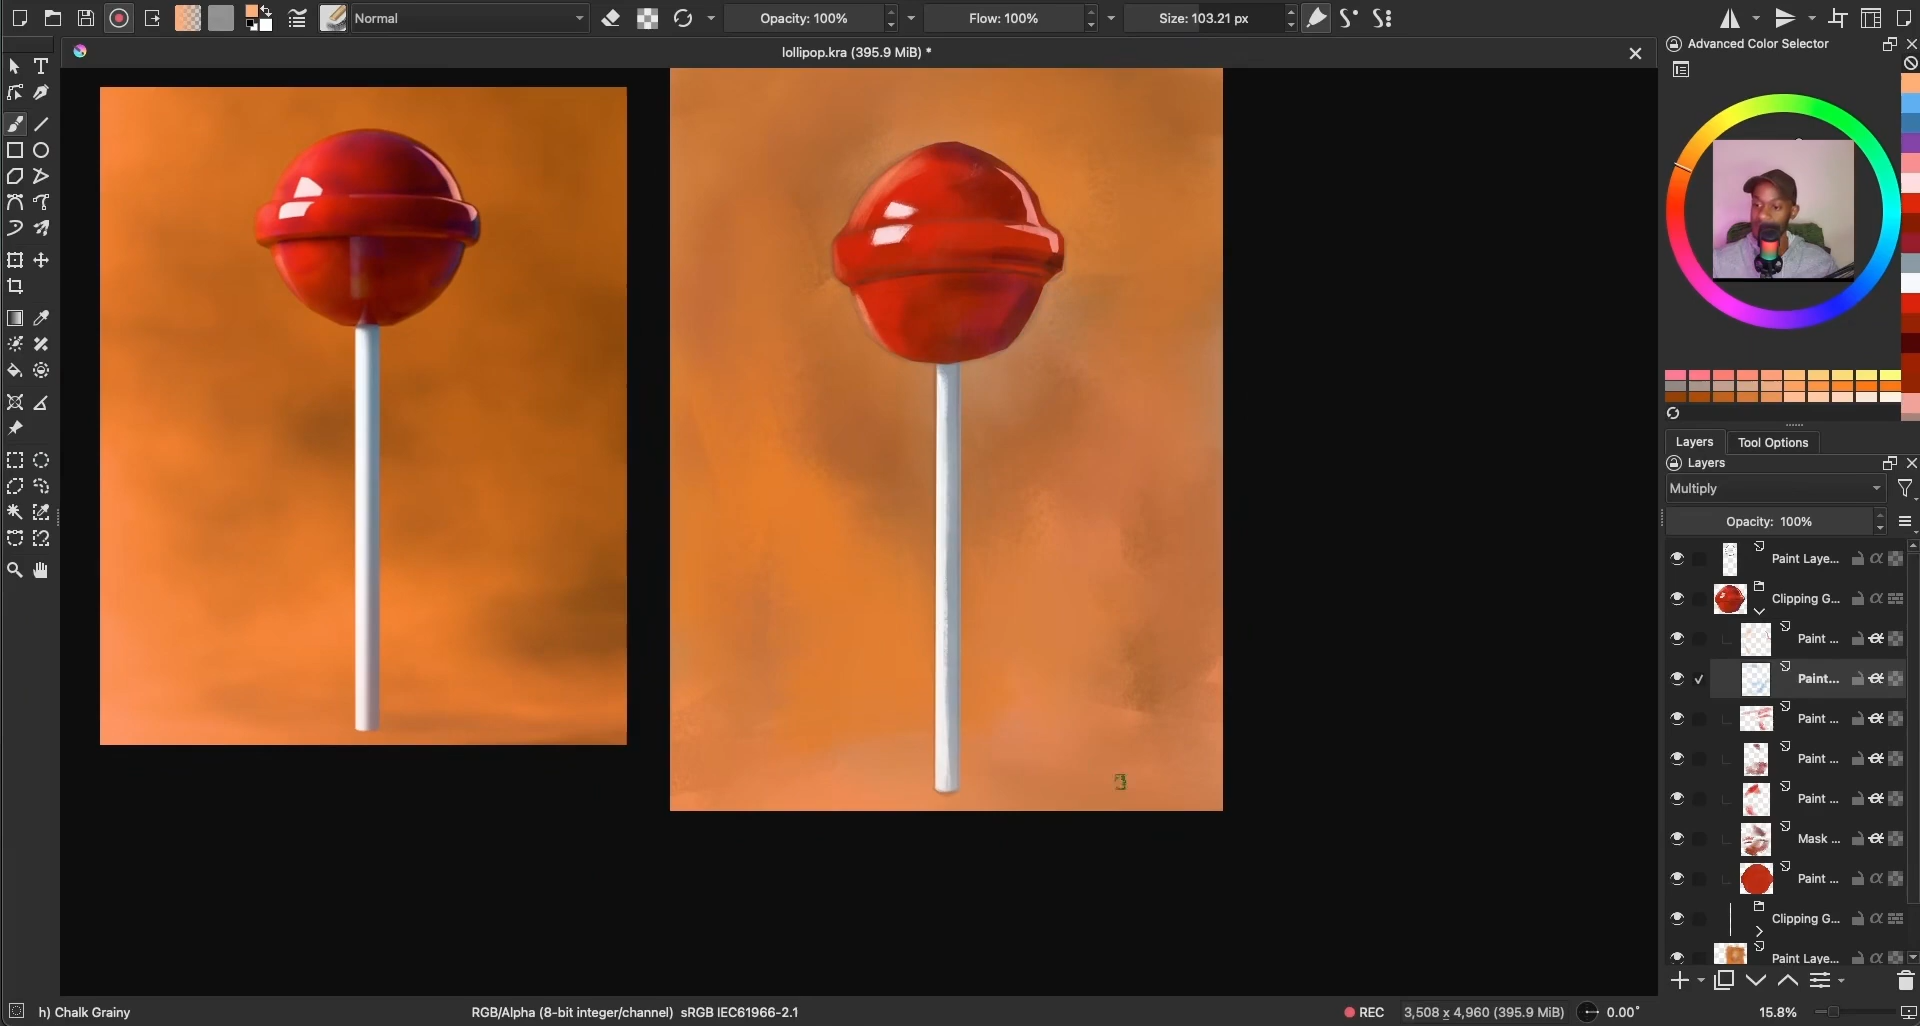 Normal
Opacity: 100%
Flow: 100%
Size: 103.21 px
lollipop.kra (395.9 MiB) *
Advanced Color Selector
Layers
Tool Options
Layers
Multiply
Opacity: 100%
Paint Laye...
Clipping G...
Paint ...
Paint...
Paint ...
Paint ...
Paint ...
Mask ...
Paint ...
Clipping G...
Paint Laye...
h) Chalk Grainy
RGB/Alpha (8-bit integer/channel) sRGB IEC61966-2.1
REC
3,508 x 4,960 (395.9 MiB)
0.00°
15.8%